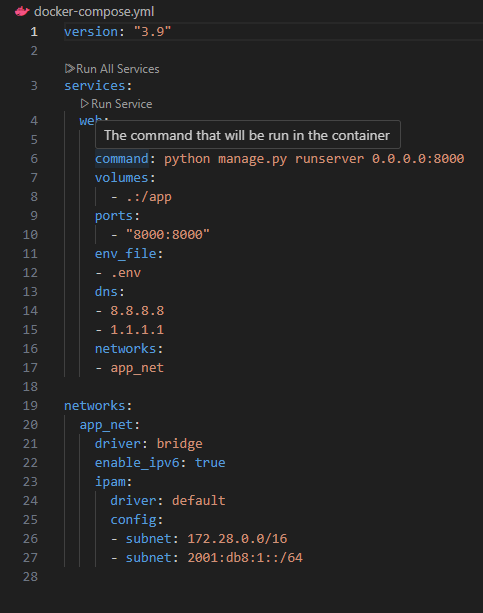 docker-compose.yml
1 version: "3.9"
2
Run All Services
3 services:
Run Service
4 web:
5
The command that will be run in the container
6 command: python manage.py runserver 0.0.0.0:8000
7 volumes:
8 - .:/app
9 ports:
10 - "8000:8000"
11 env_file:
12 - .env
13 dns:
14 - 8.8.8.8
15 - 1.1.1.1
16 networks:
17 - app_net
18
19 networks:
20 app_net:
21 driver: bridge
22 enable_ipv6: true
23 ipam:
24 driver: default
25 config:
26 - subnet: 172.28.0.0/16
27 - subnet: 2001:db8:1::/64
28